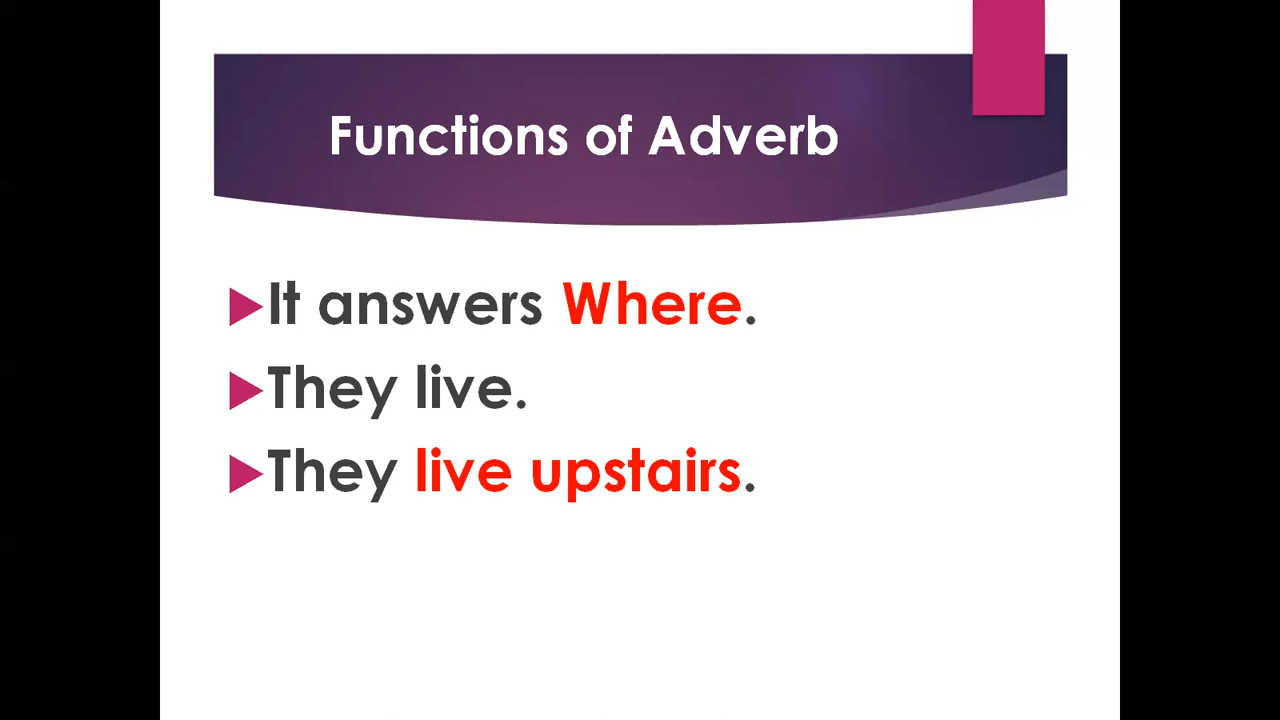 Functions of Adverb
It answers Where.
They live.
They live upstairs.